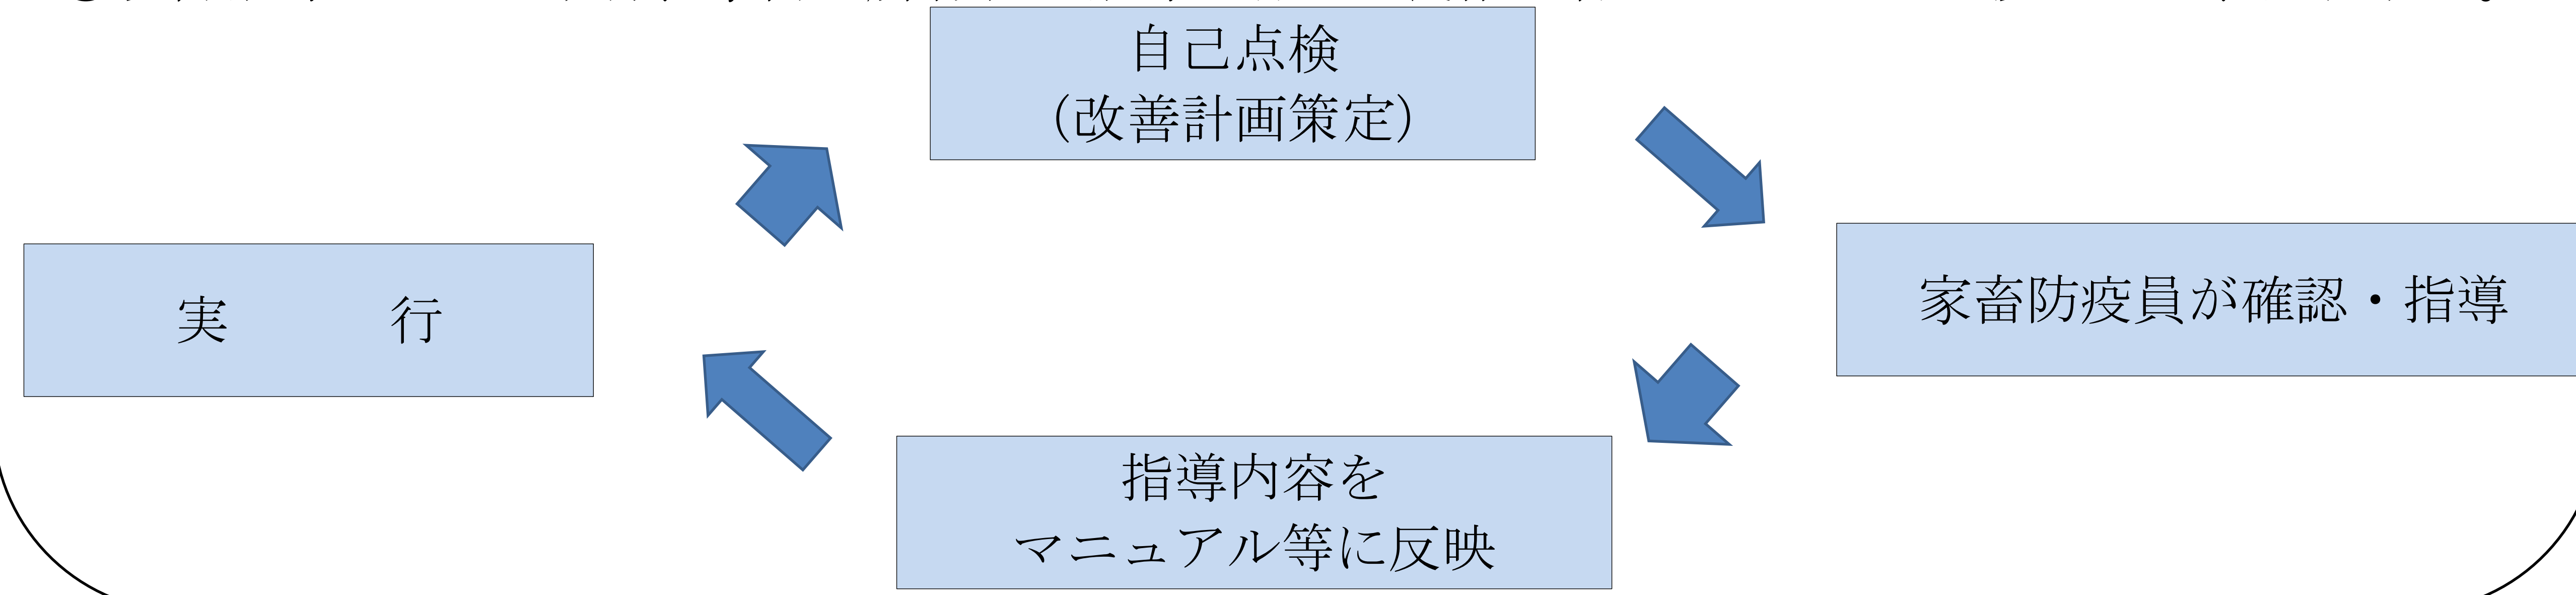 自己点検
（改善計画策定）
家畜防疫員が確認・指導
実　　　行
指導内容を
マニュアル等に反映